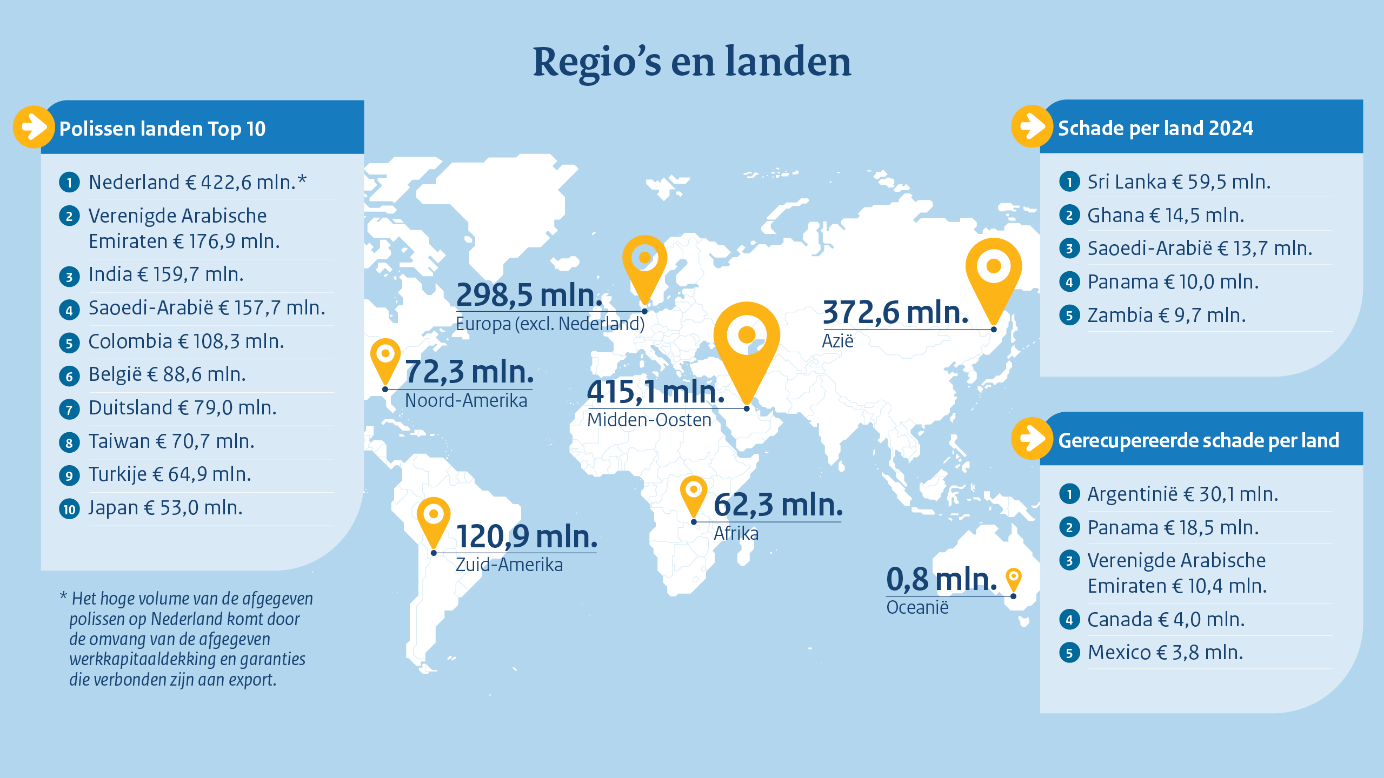 Regio's en landen
Polissen landen Top 10
1 Nederland € 422,6 mln.*
2 Verenigde Arabische
Emiraten € 176,9 mln.
3 India € 159,7 mln.
4 Saoedi-Arabië € 157,7 mln.
5 Colombia € 108,3 mln.
6 België € 88,6 mln.
7 Duitsland € 79,0 mln.
8 Taiwan € 70,7 mln.
9 Turkije € 64,9 mln.
10 Japan € 53,0 mln.
* Het hoge volume van de afgegeven
polissen op Nederland komt door
de omvang van de afgegeven
werkkapitaaldekking en garanties
die verbonden zijn aan export.
298,5 mln.
Europa (excl. Nederland)
372,6 mln.
Azië
72,3 mln.
Noord-Amerika
415,1 mln.
Midden-Oosten
62,3 mln.
Afrika
120,9 mln.
Zuid-Amerika
0,8 mln.
Oceanië
Schade per land 2024
1 Sri Lanka € 59,5 mln.
2 Ghana € 14,5 mln.
3 Saoedi-Arabië € 13,7 mln.
4 Panama € 10,0 mln.
5 Zambia € 9,7 mln.
Gerecupereerde schade per land
1 Argentinië € 30,1 mln.
2 Panama € 18,5 mln.
3 Verenigde Arabische
Emiraten € 10,4 mln.
4 Canada € 4,0 mln.
5 Mexico € 3,8 mln.